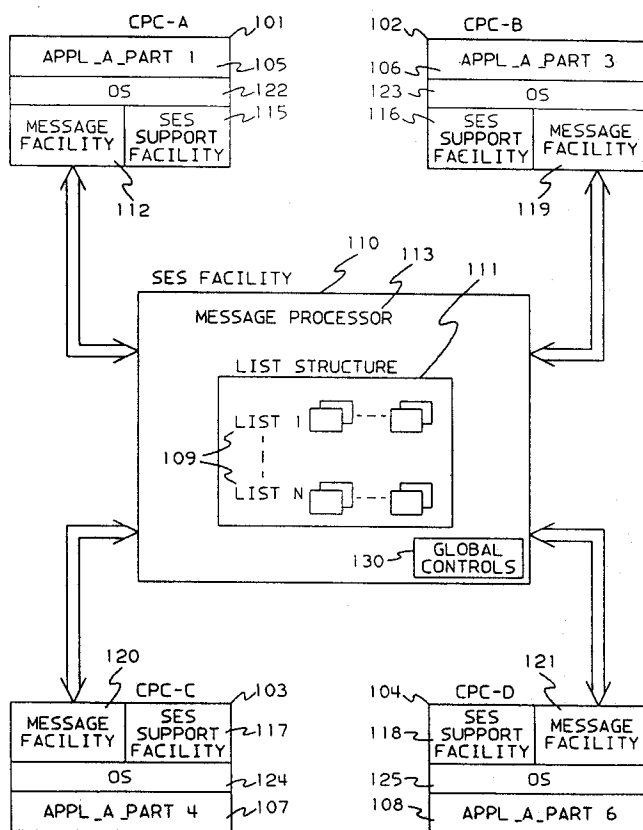 CPC-A
101
APPL_A_PART 1
105
OS
122
MESSAGE FACILITY
SES SUPPORT FACILITY
115
112
102
CPC-B
APPL_A_PART 3
106
OS
123
116
SES SUPPORT FACILITY
MESSAGE FACILITY
119
110
113
111
SES FACILITY
MESSAGE PROCESSOR
LIST STRUCTURE
LIST 1
109
LIST N
130
GLOBAL CONTROLS
120
CPC-C
103
MESSAGE FACILITY
SES SUPPORT FACILITY
117
OS
124
APPL_A_PART 4
107
104
CPC-D
121
SES SUPPORT FACILITY
118
MESSAGE FACILITY
OS
125
APPL_A_PART 6
108